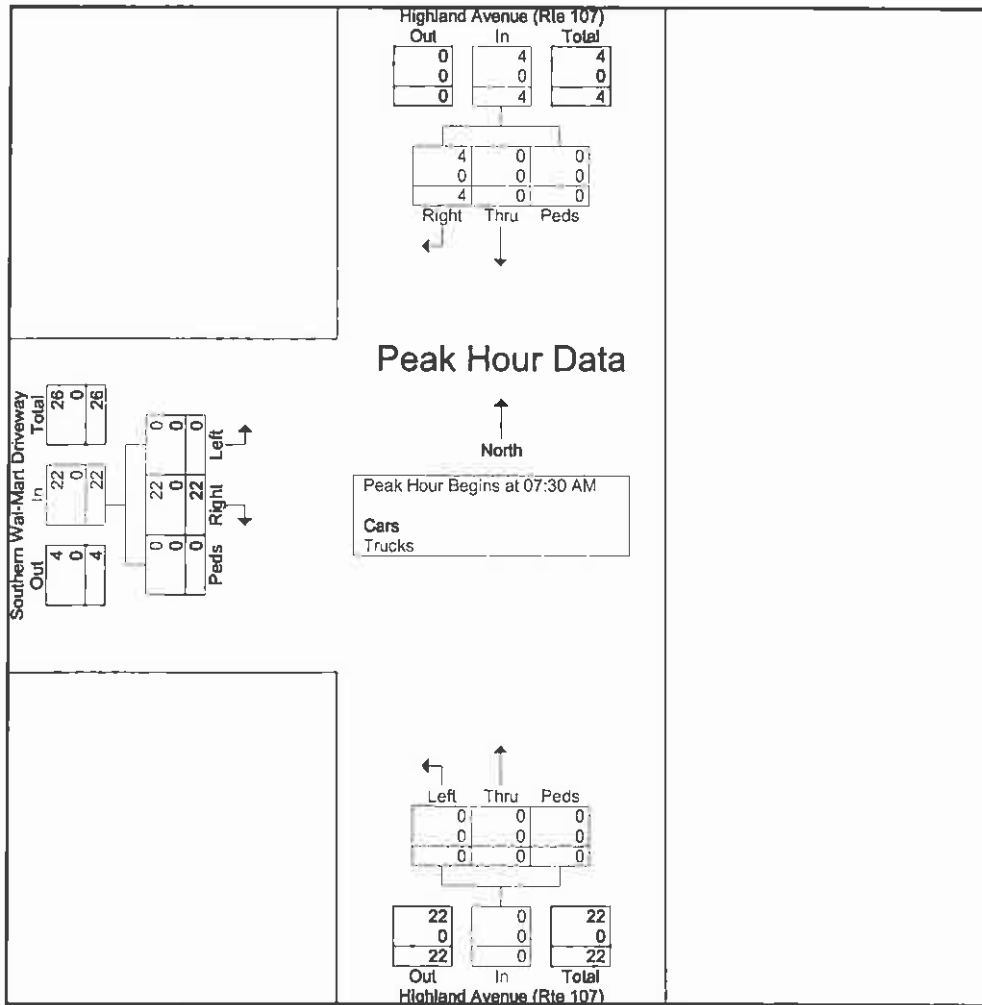 Highland Avenue (Rte 107)
Out In Total
0 4 4
0 0 0
0 4 4
4 0 0
0 0 0
4 0 0
Right Thru Peds
Peak Hour Data
North
Peak Hour Begins at 07:30 AM
Cars
Trucks
Southern Wal-Mart Driveway
Out In Total
4 22 26
0 0 0
4 22 26
0 22 0
0 0 0
0 22 0
Peds Right Left
Left Thru Peds
0 0 0
0 0 0
0 0 0
22 0 22
0 0 0
22 0 22
Out In Total
Highland Avenue (Rte 107)